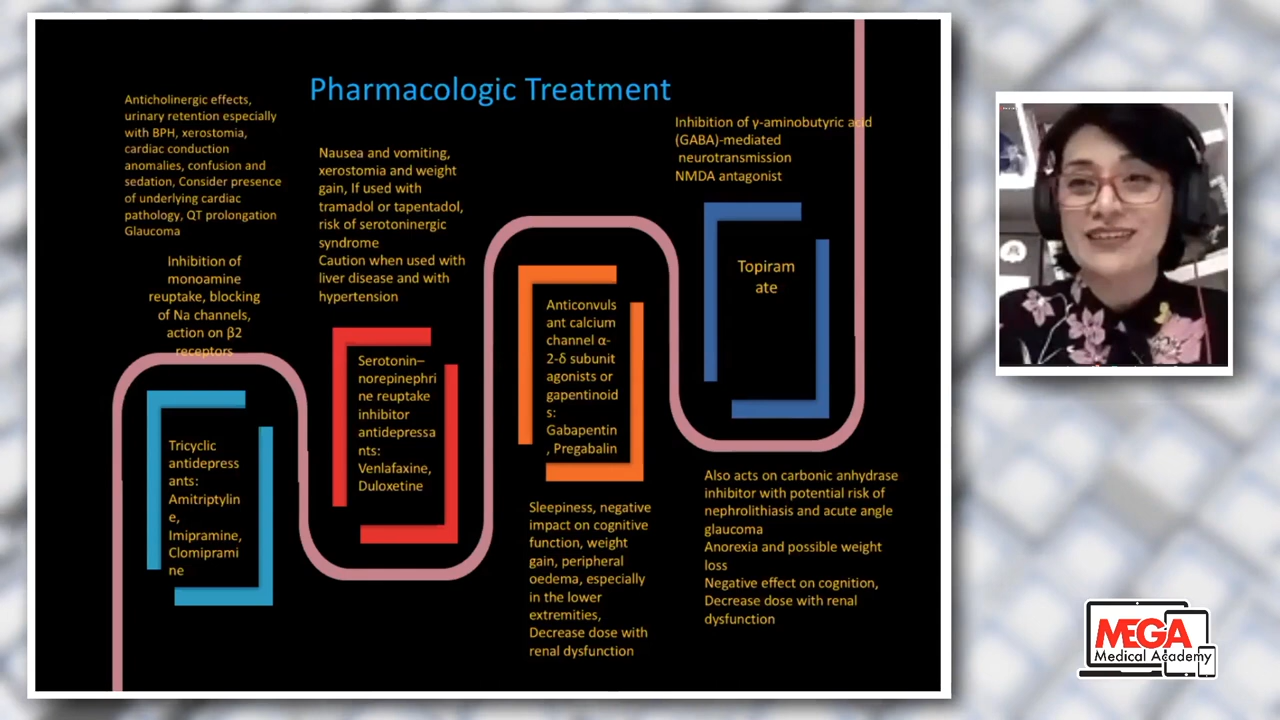 Pharmacologic Treatment
Anticholinergic effects,
urinary retention especially
with BPH, xerostomia,
cardiac conduction
anomalies, confusion and
sedation, Consider presence
of underlying cardiac
pathology, QT prolongation
Glaucoma
Inhibition of
monoamine
reuptake, blocking
of Na channels,
action on β2
receptors
Tricyclic
antidepress
ants:
Amitriptylin
e,
Imipramine,
Clomiprami
ne
Nausea and vomiting,
xerostomia and weight
gain, If used with
tramadol or tapentadol,
risk of serotoninergic
syndrome
Caution when used with
liver disease and with
hypertension
Serotonin–
norepinephri
ne reuptake
inhibitor
antidepressa
nts:
Venlafaxine,
Duloxetine
Anticonvuls
ant calcium
channel α-
2-δ subunit
agonists or
gapentinoid
s:
Gabapentin
, Pregabalin
Sleepiness, negative
impact on cognitive
function, weight
gain, peripheral
oedema, especially
in the lower
extremities,
Decrease dose with
renal dysfunction
Inhibition of γ-aminobutyric acid
(GABA)-mediated
neurotransmission
NMDA antagonist
Topiram
ate
Also acts on carbonic anhydrase
inhibitor with potential risk of
nephrolithiasis and acute angle
glaucoma
Anorexia and possible weight
loss
Negative effect on cognition,
Decrease dose with renal
dysfunction
MEGA
Medical Academy